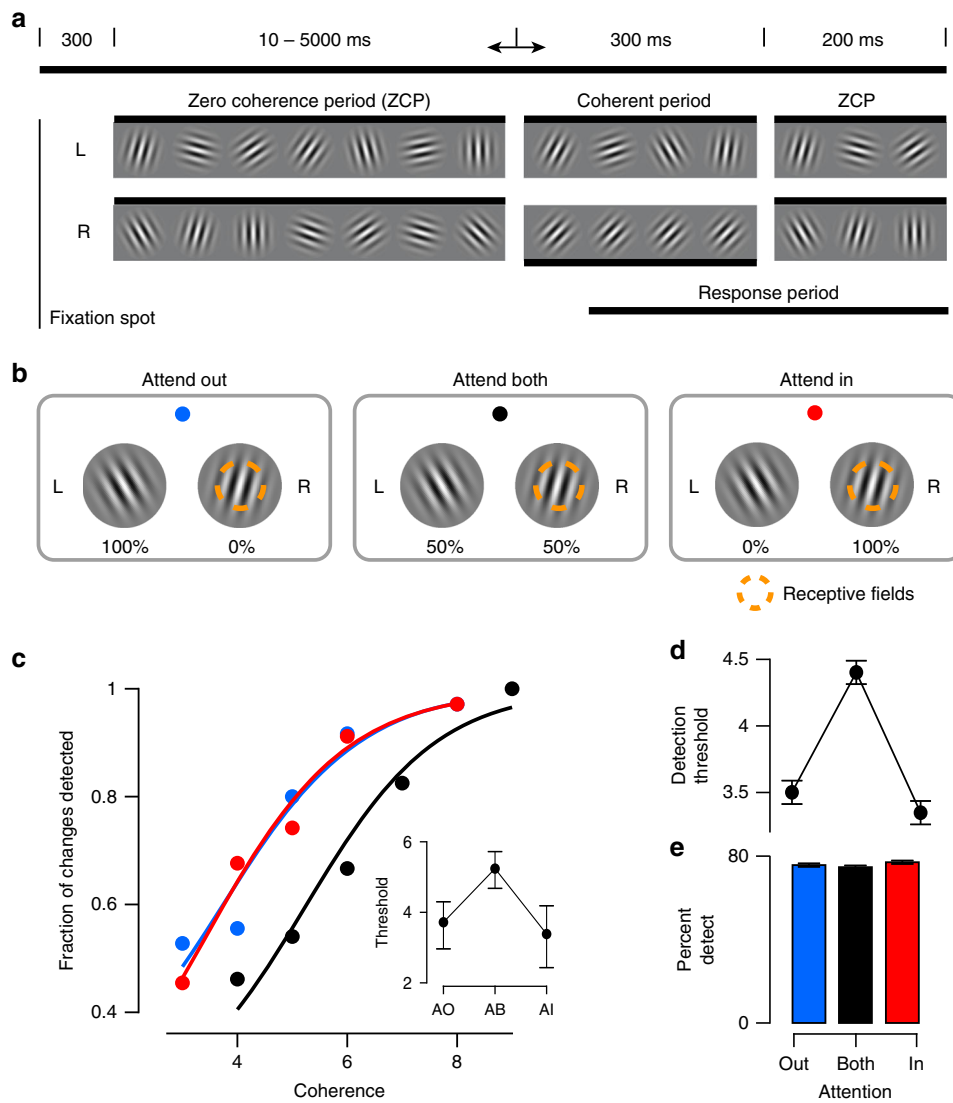 a
300 10 – 5000 ms 300 ms 200 ms
Zero coherence period (ZCP) Coherent period ZCP
L
R
Response period
Fixation spot
b
Attend out Attend both Attend in
L R L R L R
100% 0% 50% 50% 0% 100%
Receptive fields
c
Fraction of changes detected
1
0.8
0.6
0.4
4 6 8
Coherence
Threshold
6
4
2
AO AB AI
d
Detection
threshold
4.5
3.5
e
Percent
detect
80
0
Out Both In
Attention